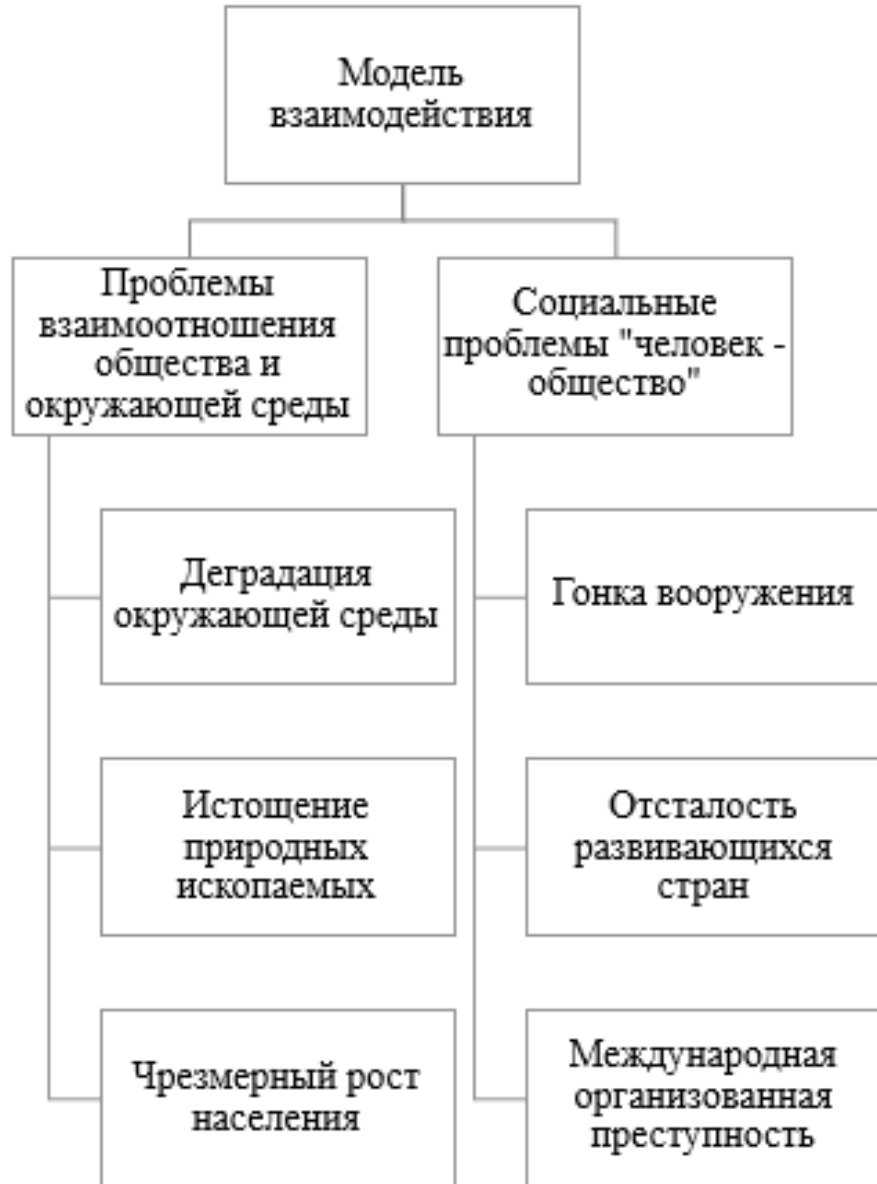 Модель
взаимодействия
Проблемы
взаимоотношения
общества и
окружающей среды
Социальные
проблемы "человек -
общество"
Деградация
окружающей среды
Гонка вооружения
Истощение
природных
ископаемых
Отсталость
развивающихся
стран
Чрезмерный рост
населения
Международная
организованная
преступность